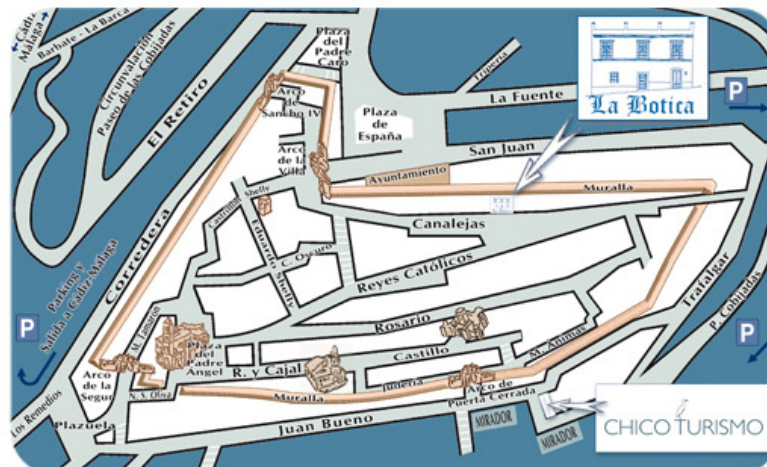 Cádiz
Málaga
Barbate - La Barca
Circunvalación
Paseo de las Cobijadas
El Retiro
Plaza
del
Padre
Caro
Arco
de
Sancho IV
Arco
de la
Villa
Plaza
de
España
Tripería
La Fuente
La Botica
P
San Juan
Ayuntamiento
Muralla
Canalejas
Castrillón Shelly
Eduardo Shelly
C. Oscuro
Reyes Católicos
Corredera
Parking y
Salida a Cádiz-Málaga
P
Trafalgar
P. Cobijadas
P
Rosario
M. Tamarón
Plaza
del
Padre
Angel
R. y Cajal
Castillo
M. Animas
Arco
de la
Segur
N. S. Oliva
Muralla
Judería
Arco de
Puerta Cerrada
Los Remedios
Plazuela
Juan Bueno
MIRADOR
MIRADOR
CHICO TURISMO